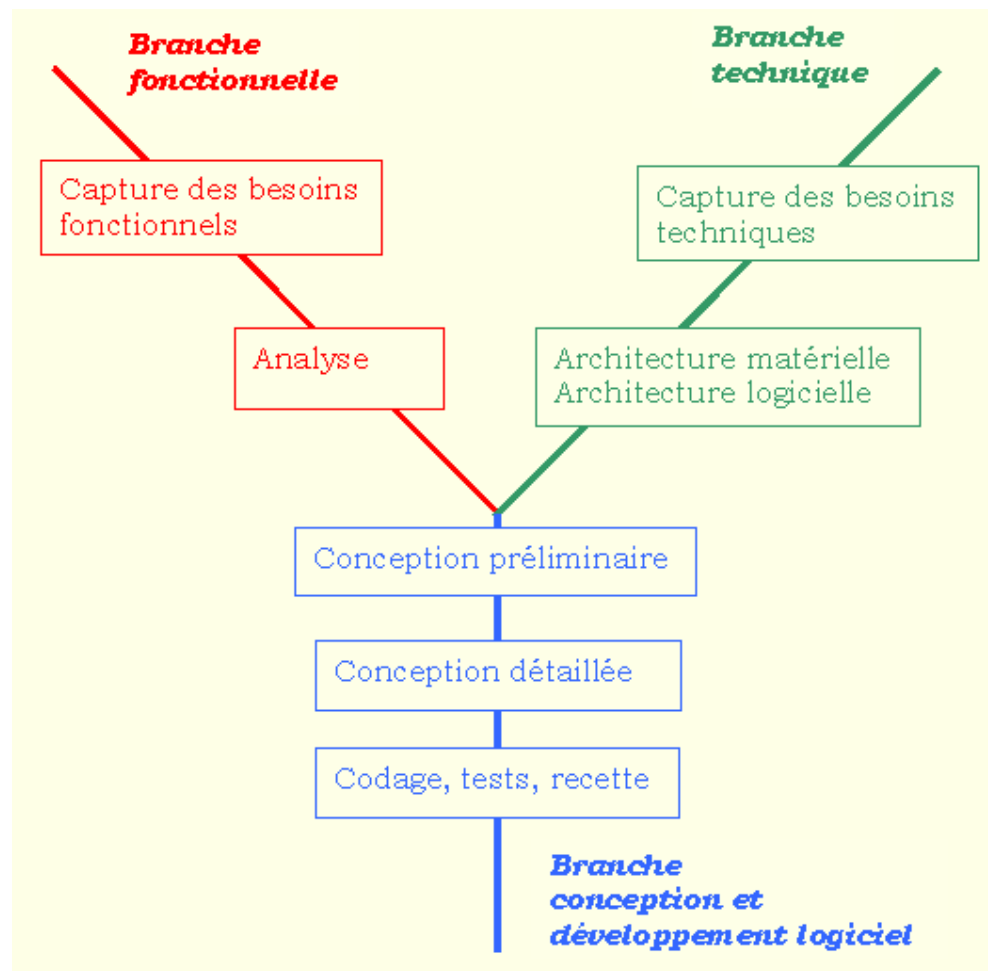 Branche
fonctionnelle
Branche
technique
Capture des besoins
fonctionnels
Capture des besoins
techniques
Analyse
Architecture matérielle
Architecture logicielle
Conception préliminaire
Conception détaillée
Codage, tests, recette
Branche
conception et
développement logiciel